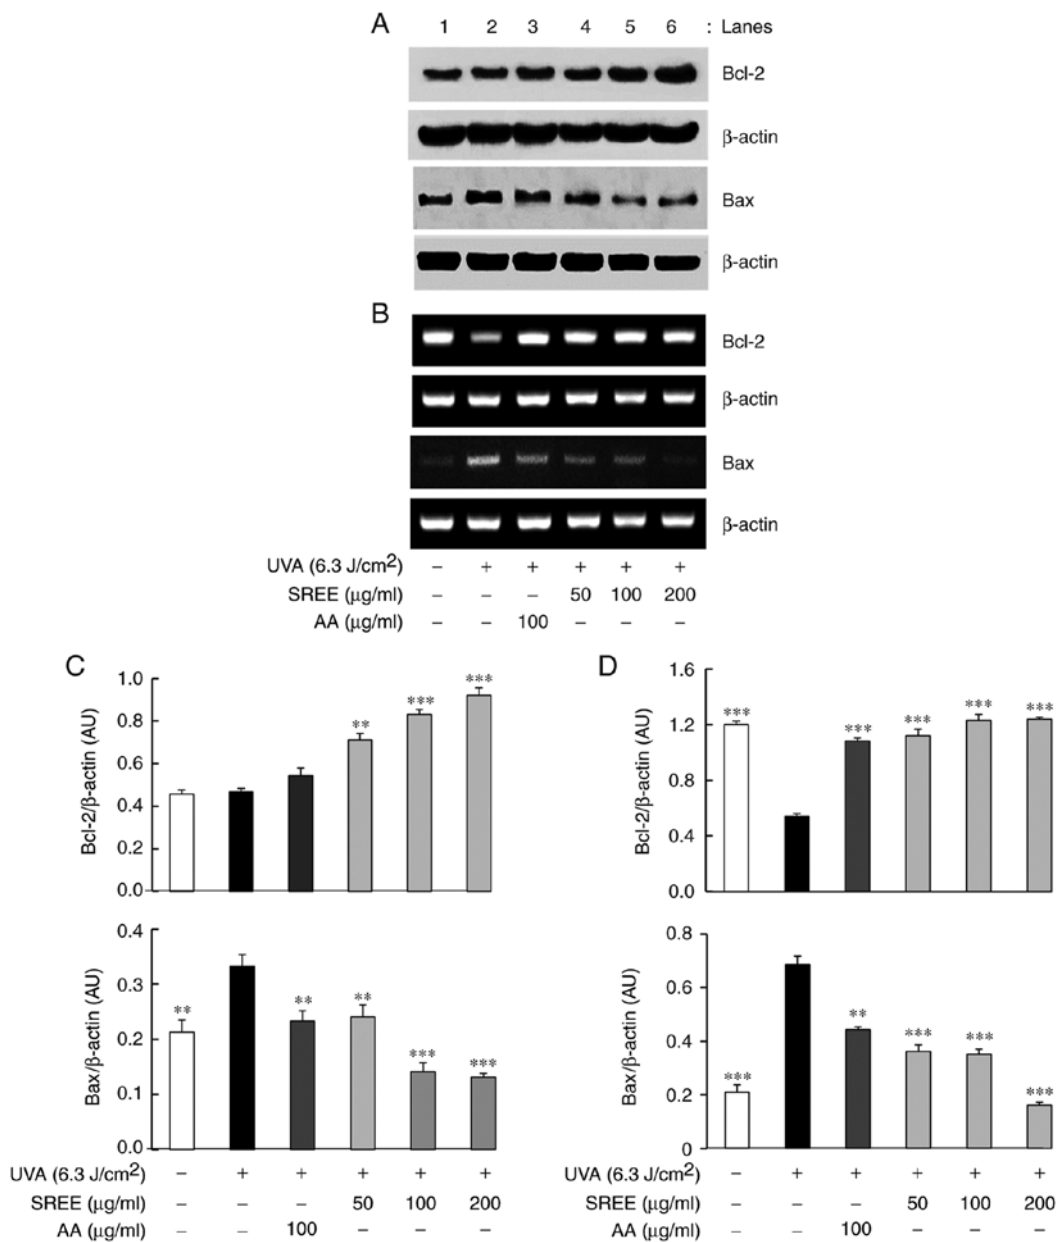 A 1 2 3 4 5 6 : Lanes
Bcl-2
β-actin
Bax
β-actin
B
Bcl-2
β-actin
Bax
β-actin
UVA (6.3 J/cm²) – + + + + +
SREE (μg/ml) – – – 50 100 200
AA (μg/ml) – – 100 – – –
C
Bcl-2/β-actin (AU)
1.0
0.8
0.6
0.4
0.2
0.0
** *** ***
Bax/β-actin (AU)
0.4
0.3
0.2
0.1
0.0
** ** ** *** ***
UVA (6.3 J/cm²) – + + + + +
SREE (μg/ml) – – – 50 100 200
AA (μg/ml) – – 100 – – –
D
Bcl-2/β-actin (AU)
1.6
1.2
0.8
0.4
0.0
*** *** *** *** ***
Bax/β-actin (AU)
0.8
0.6
0.4
0.2
0
*** ** *** *** ***
UVA (6.3 J/cm²) – + + + + +
SREE (μg/ml) – – – 50 100 200
AA (μg/ml) – – 100 – – –